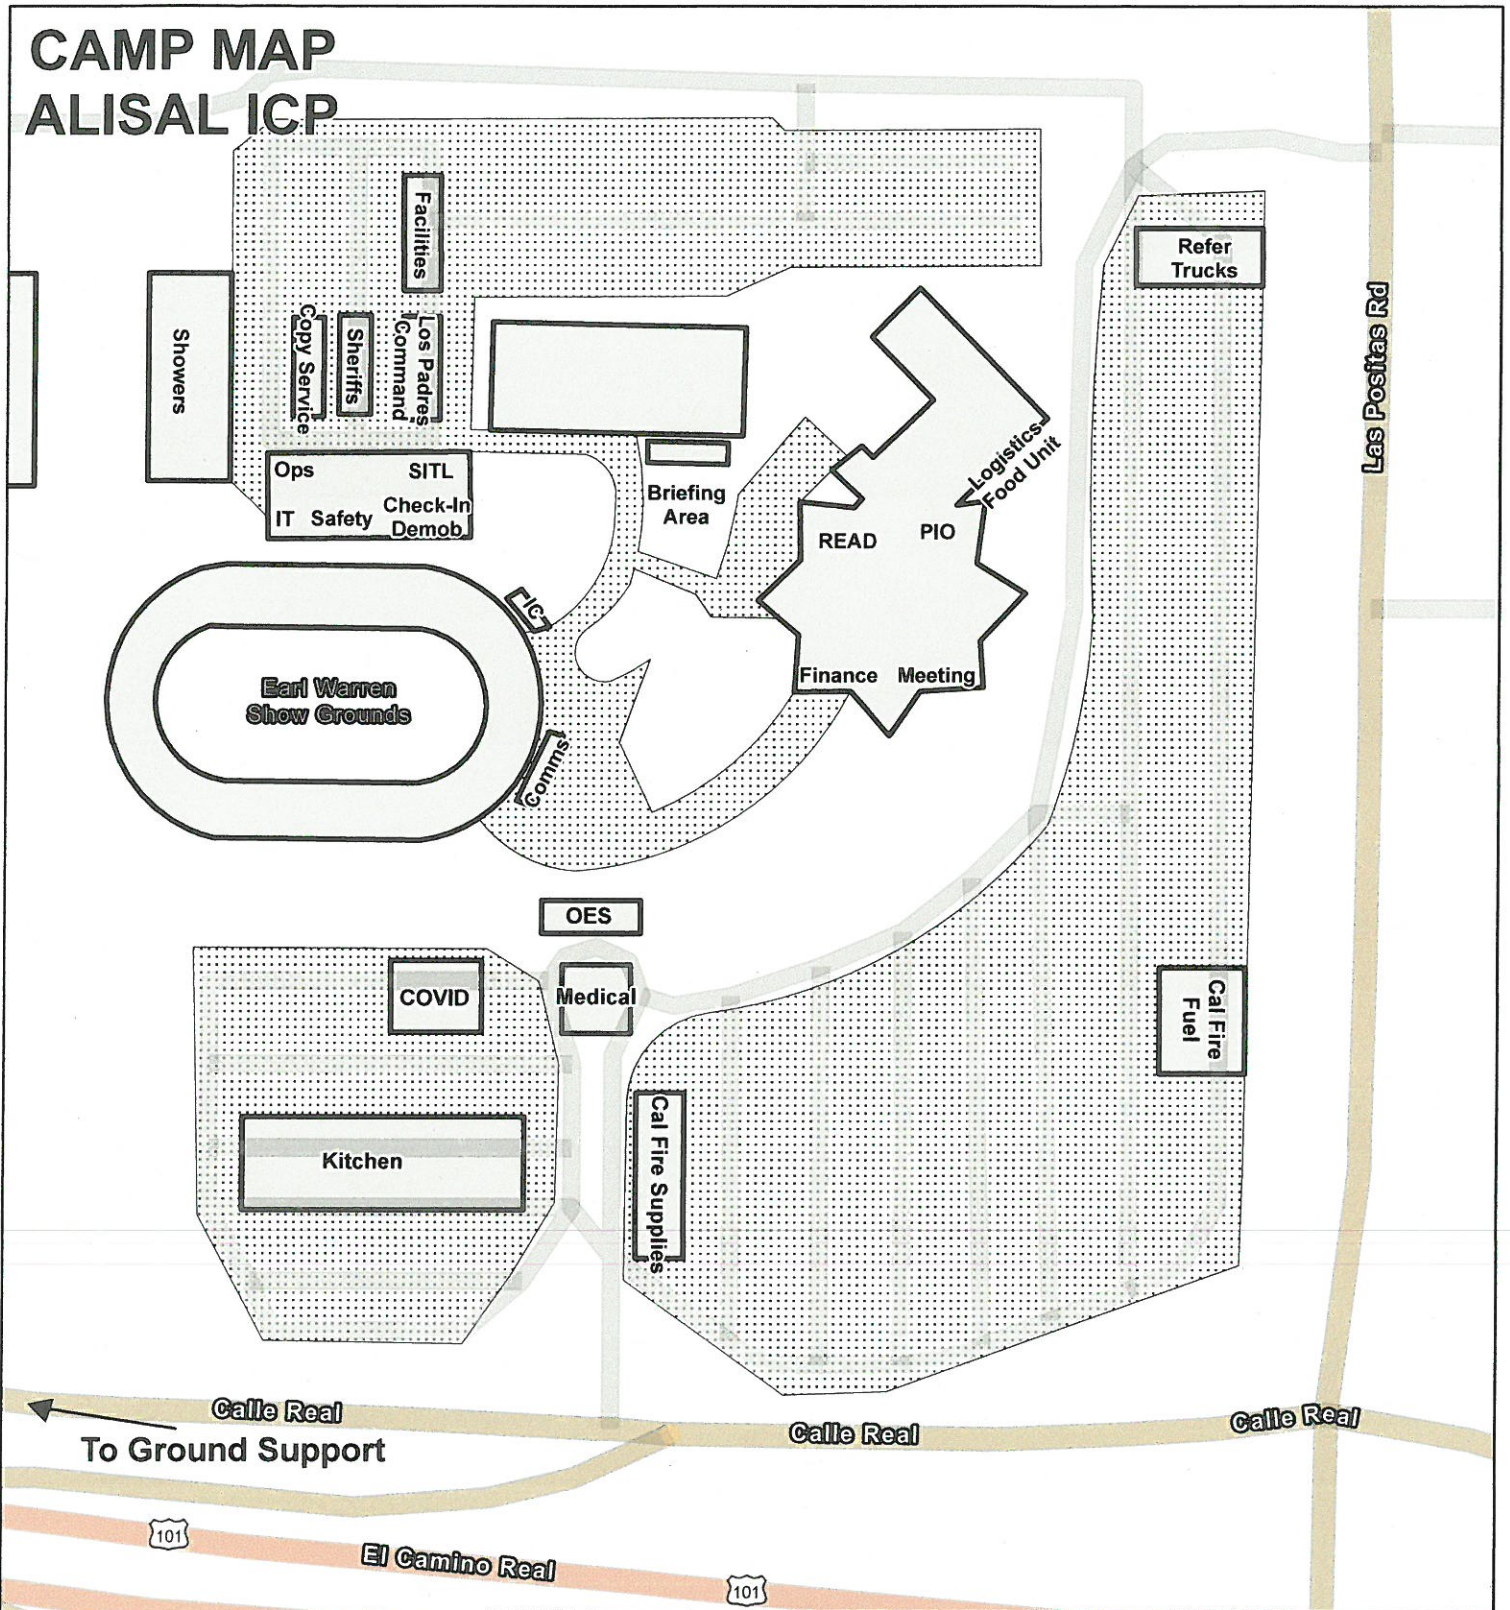 CAMP MAP
ALISAL ICP
Facilities
Refer
Trucks
Showers
Copy Service
Sheriffs
Los Padres
Command
Las Positas Rd
Ops
SITL
IT
Safety
Check-In
Demob
Briefing
Area
Logistics
Food Unit
READ
PIO
IC
Finance
Meeting
Earl Warren
Show Grounds
Comms
OES
COVID
Medical
Cal Fire
Fuel
Kitchen
Cal Fire Supplies
Calle Real
Calle Real
Calle Real
To Ground Support
101
El Camino Real
101